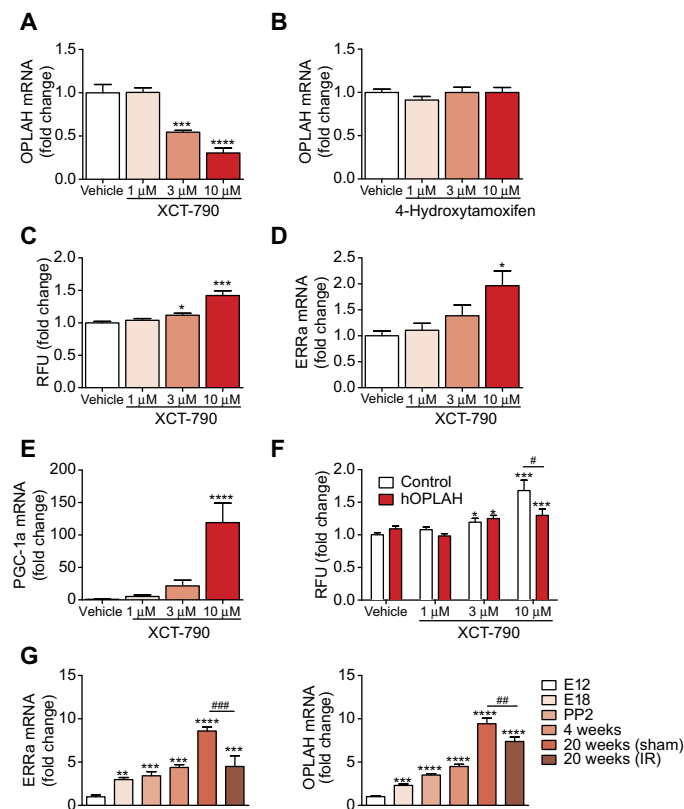 A
OPLAH mRNA
(fold change)
1.5
1.0
0.5
0.0
***
****
Vehicle 1 μM 3 μM 10 μM
XCT-790
B
OPLAH mRNA
(fold change)
1.5
1.0
0.5
0.0
Vehicle 1 μM 3 μM 10 μM
4-Hydroxytamoxifen
C
RFU (fold change)
2.0
1.5
1.0
0.5
0.0
*
***
Vehicle 1 μM 3 μM 10 μM
XCT-790
D
ERRa mRNA
(fold change)
2.5
2.0
1.5
1.0
0.5
0.0
*
Vehicle 1 μM 3 μM 10 μM
XCT-790
E
PGC-1a mRNA
(fold change)
200
150
100
50
0
****
Vehicle 1 μM 3 μM 10 μM
XCT-790
F
RFU (fold change)
2.0
1.5
1.0
0.5
0.0
Control
hOPLAH
* *
#
***
***
Vehicle 1 μM 3 μM 10 μM
XCT-790
G
ERRa mRNA
(fold change)
15
10
5
0
** *** *** **** ***
###
OPLAH mRNA
(fold change)
15
10
5
0
*** **** **** **** ****
##
E12
E18
PP2
4 weeks
20 weeks (sham)
20 weeks (IR)